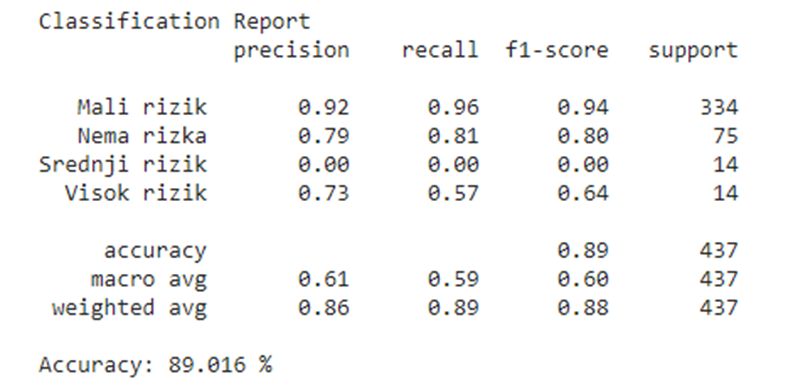 Classification Report
precision recall f1-score support
Mali rizik 0.92 0.96 0.94 334
Nema rizka 0.79 0.81 0.80 75
Srednji rizik 0.00 0.00 0.00 14
Visok rizik 0.73 0.57 0.64 14
accuracy 0.89 437
macro avg 0.61 0.59 0.60 437
weighted avg 0.86 0.89 0.88 437
Accuracy: 89.016 %